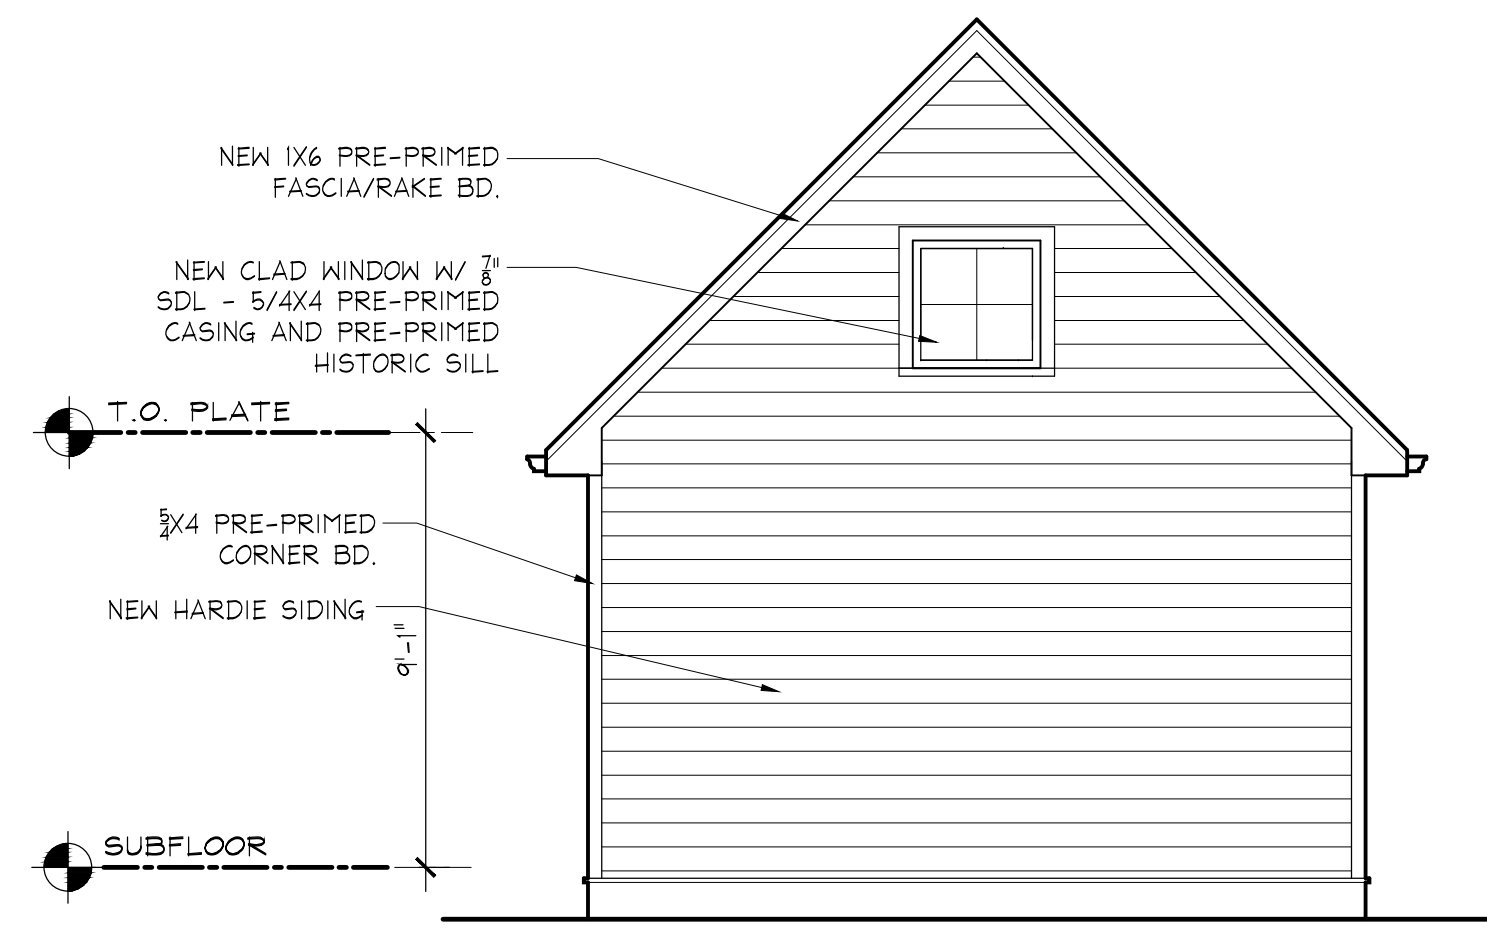 NEW 1X6 PRE-PRIMED
FASCIA/RAKE BD.
NEW CLAD WINDOW W/ 7/8"
SDL - 5/4X4 PRE-PRIMED
CASING AND PRE-PRIMED
HISTORIC SILL
T.O. PLATE
5/4X4 PRE-PRIMED
CORNER BD.
NEW HARDIE SIDING
9'-1"
SUBFLOOR